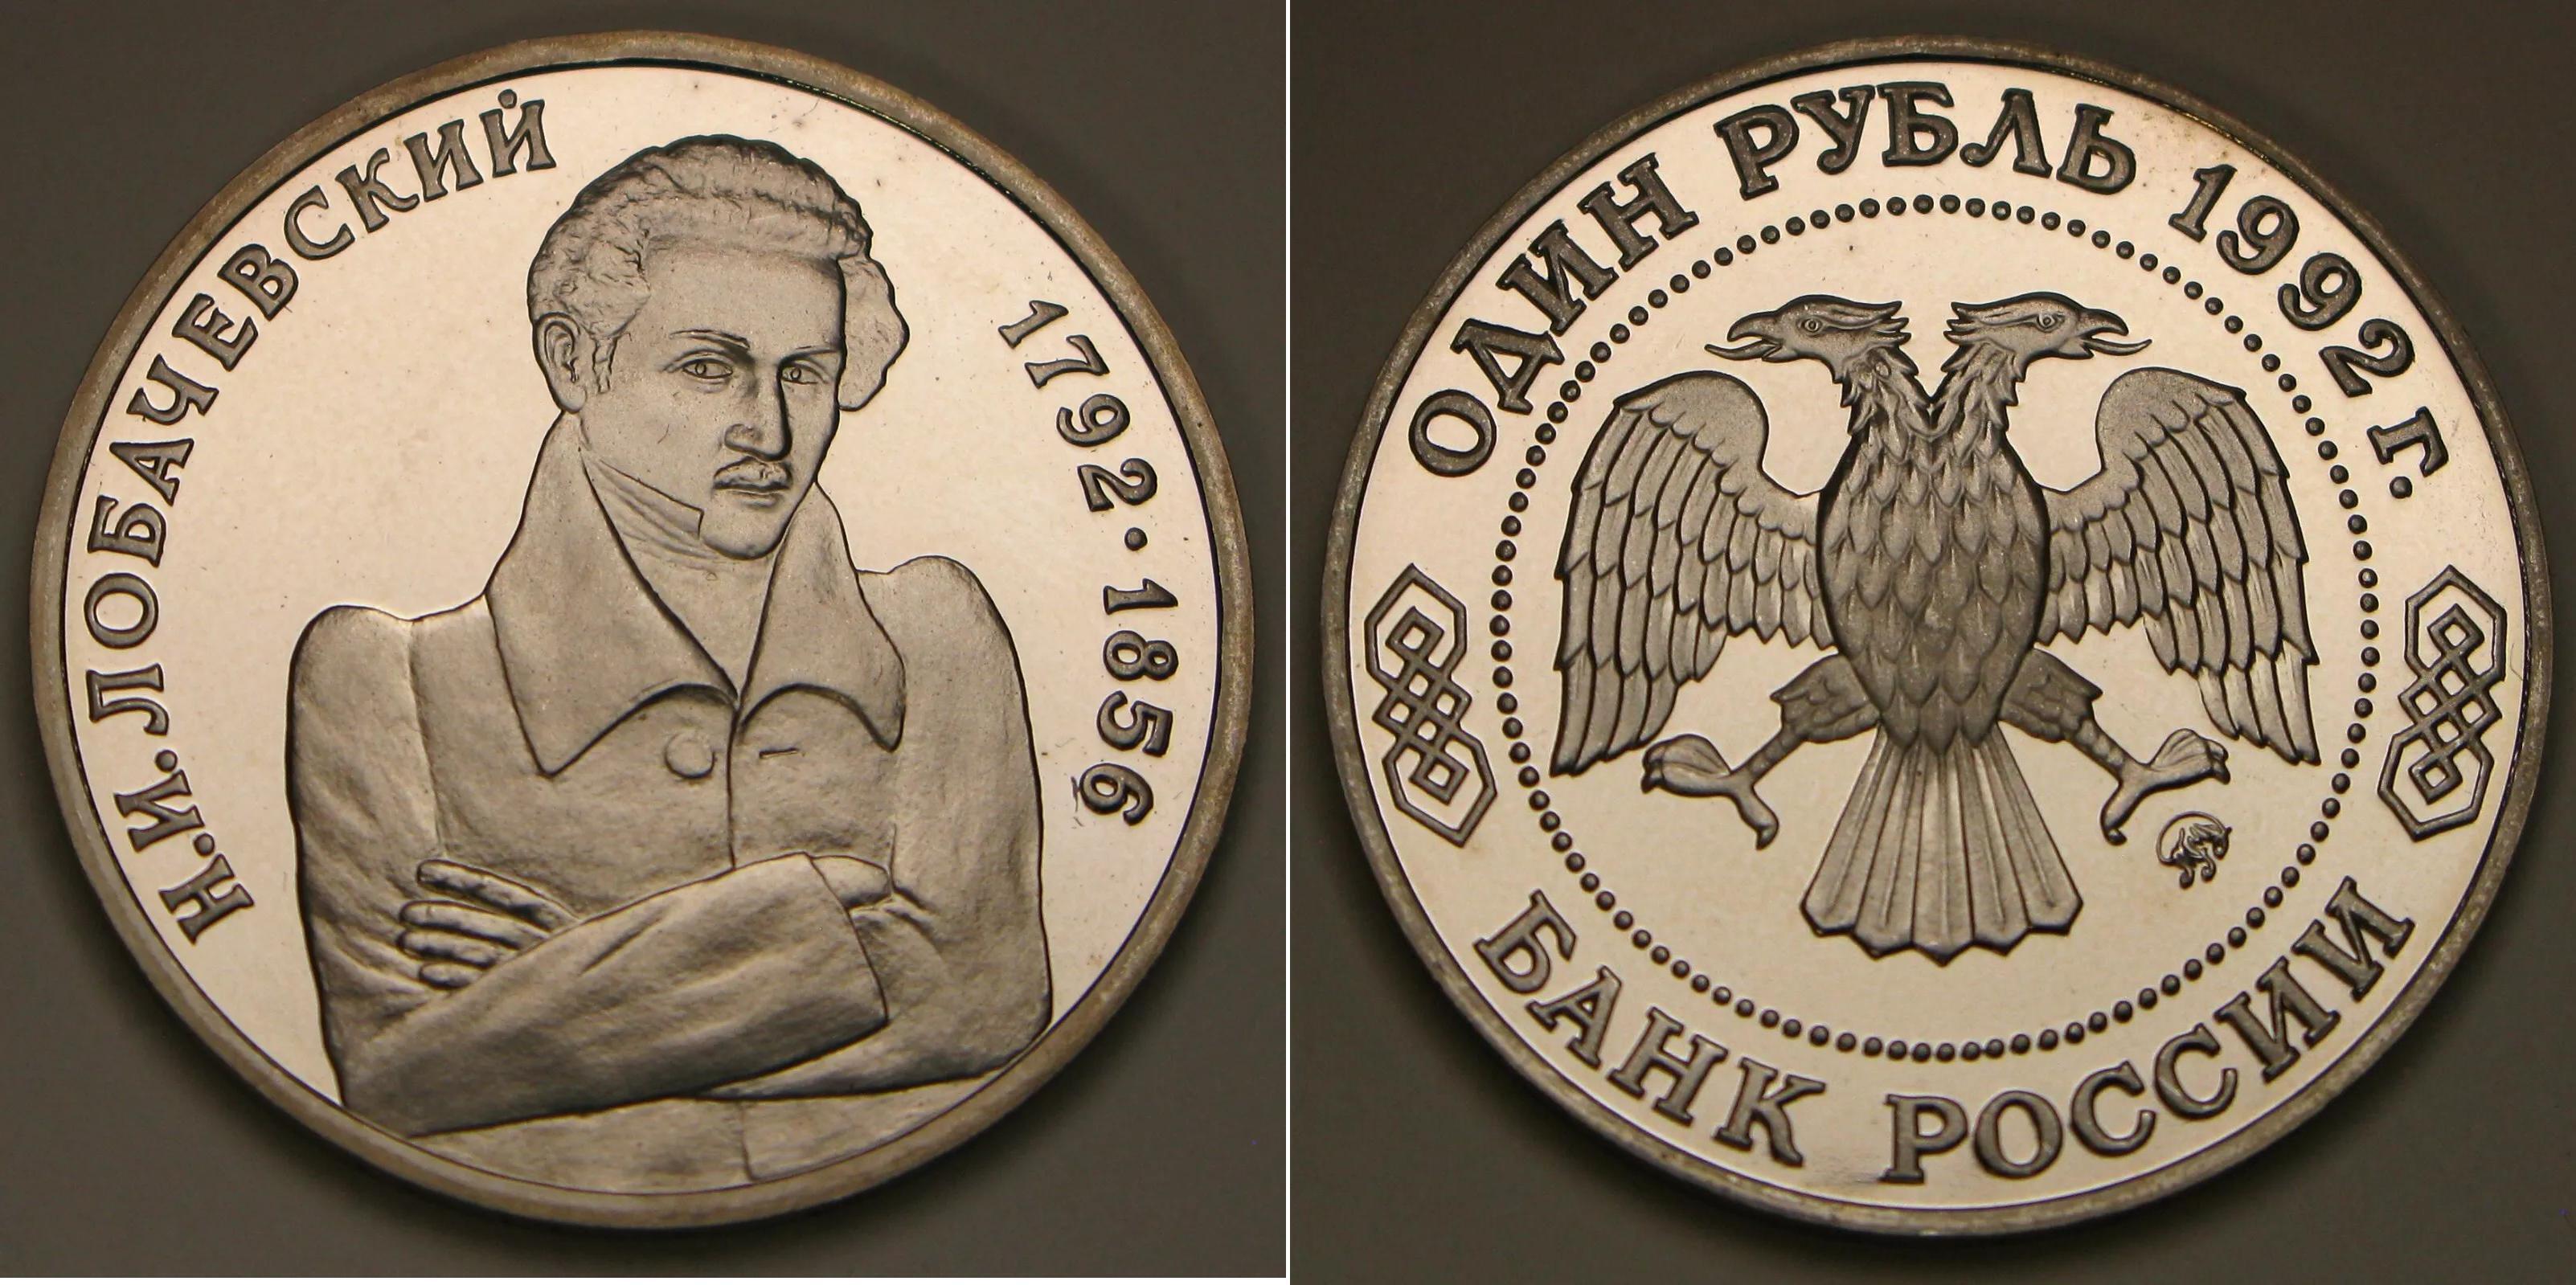 Н.И.ЛОБАЧЕВСКИЙ
1792·1856
ОДИН РУБЛЬ 1992 г.
БАНК РОССИИ